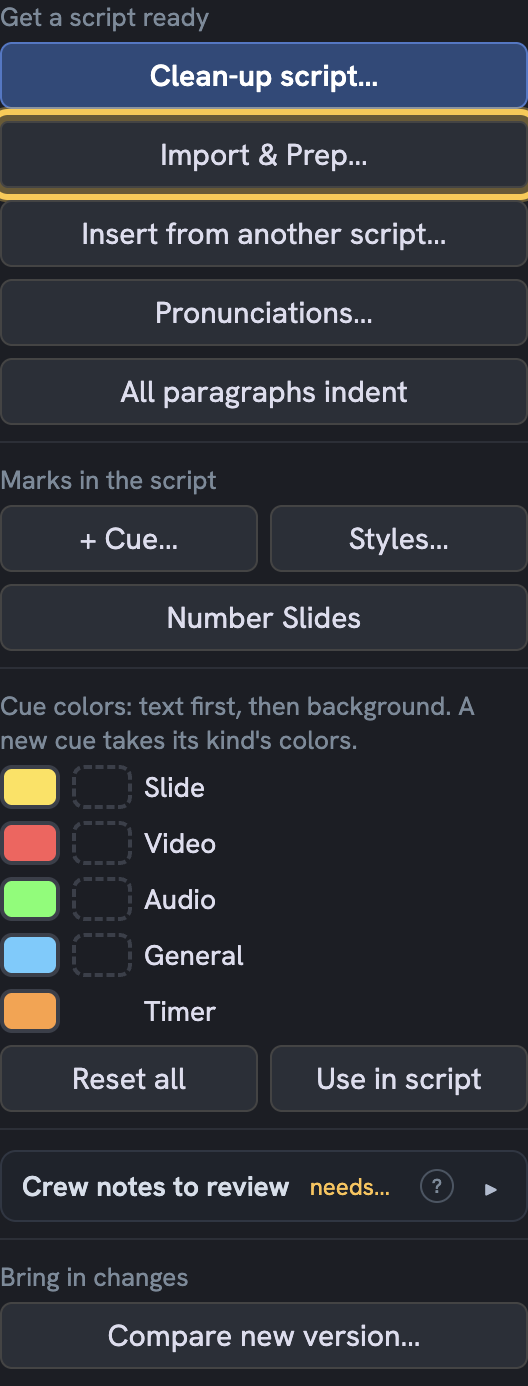 Get a script ready
Clean-up script...
Import & Prep...
Insert from another script...
Pronunciations...
All paragraphs indent
Marks in the script
+ Cue...
Styles...
Number Slides
Cue colors: text first, then background. A
new cue takes its kind's colors.
Slide
Video
Audio
General
Timer
Reset all
Use in script
Crew notes to review needs... ?
Bring in changes
Compare new version...